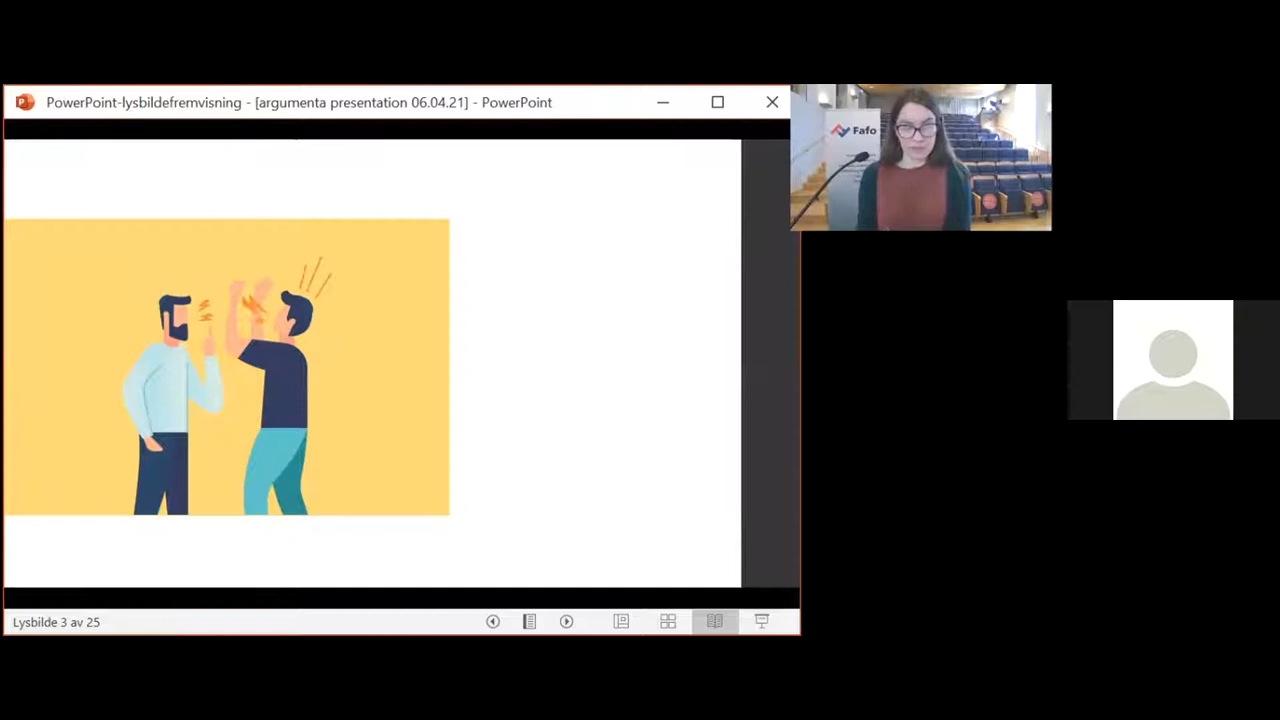 PowerPoint-lysbildefremvisning - [argumenta presentation 06.04.21] - PowerPoint
Fafo
Lysbilde 3 av 25